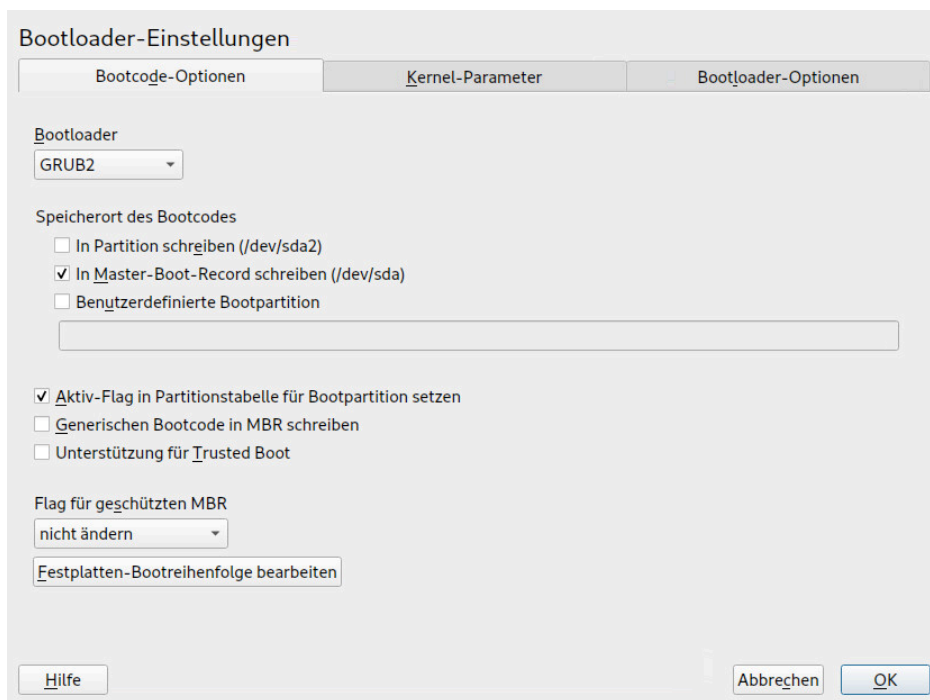 Bootloader-Einstellungen
Bootcode-Optionen Kernel-Parameter Bootloader-Optionen
Bootloader
GRUB2
Speicherort des Bootcodes
In Partition schreiben (/dev/sda2)
In Master-Boot-Record schreiben (/dev/sda)
Benutzerdefinierte Bootpartition
Aktiv-Flag in Partitionstabelle für Bootpartition setzen
Generischen Bootcode in MBR schreiben
Unterstützung für Trusted Boot
Flag für geschützten MBR
nicht ändern
Festplatten-Bootreihenfolge bearbeiten
Hilfe Abbrechen OK